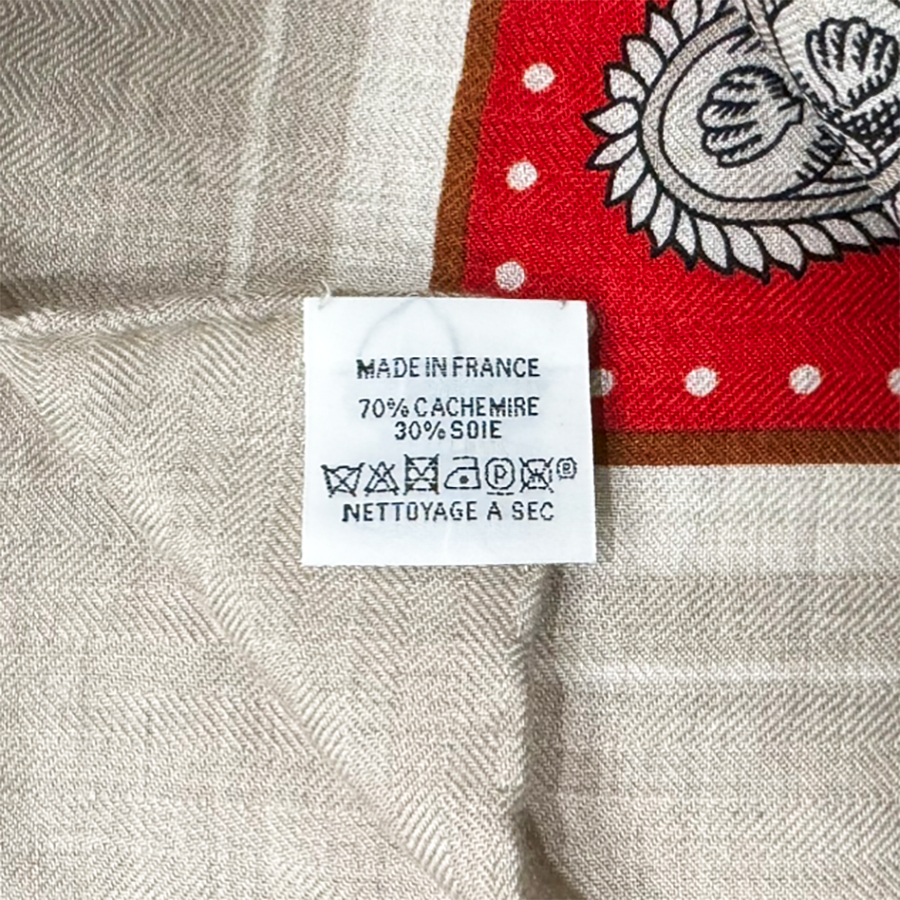 MADE IN FRANCE
70% CACHEMIRE
30% SOIE
P ®
NETTOYAGE A SEC